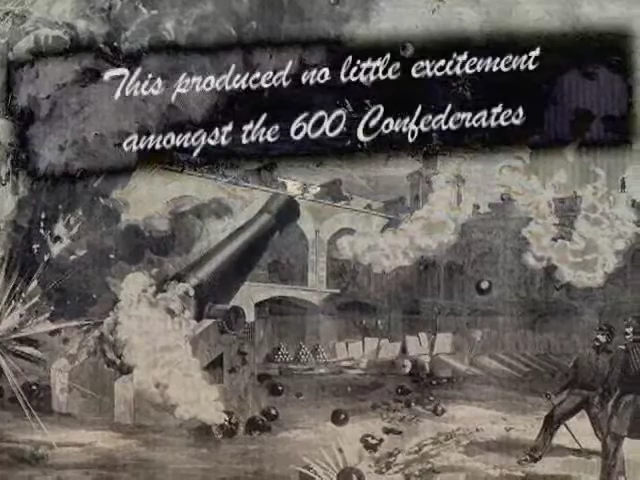 This produced no little excitement
amongst the 600 Confederates